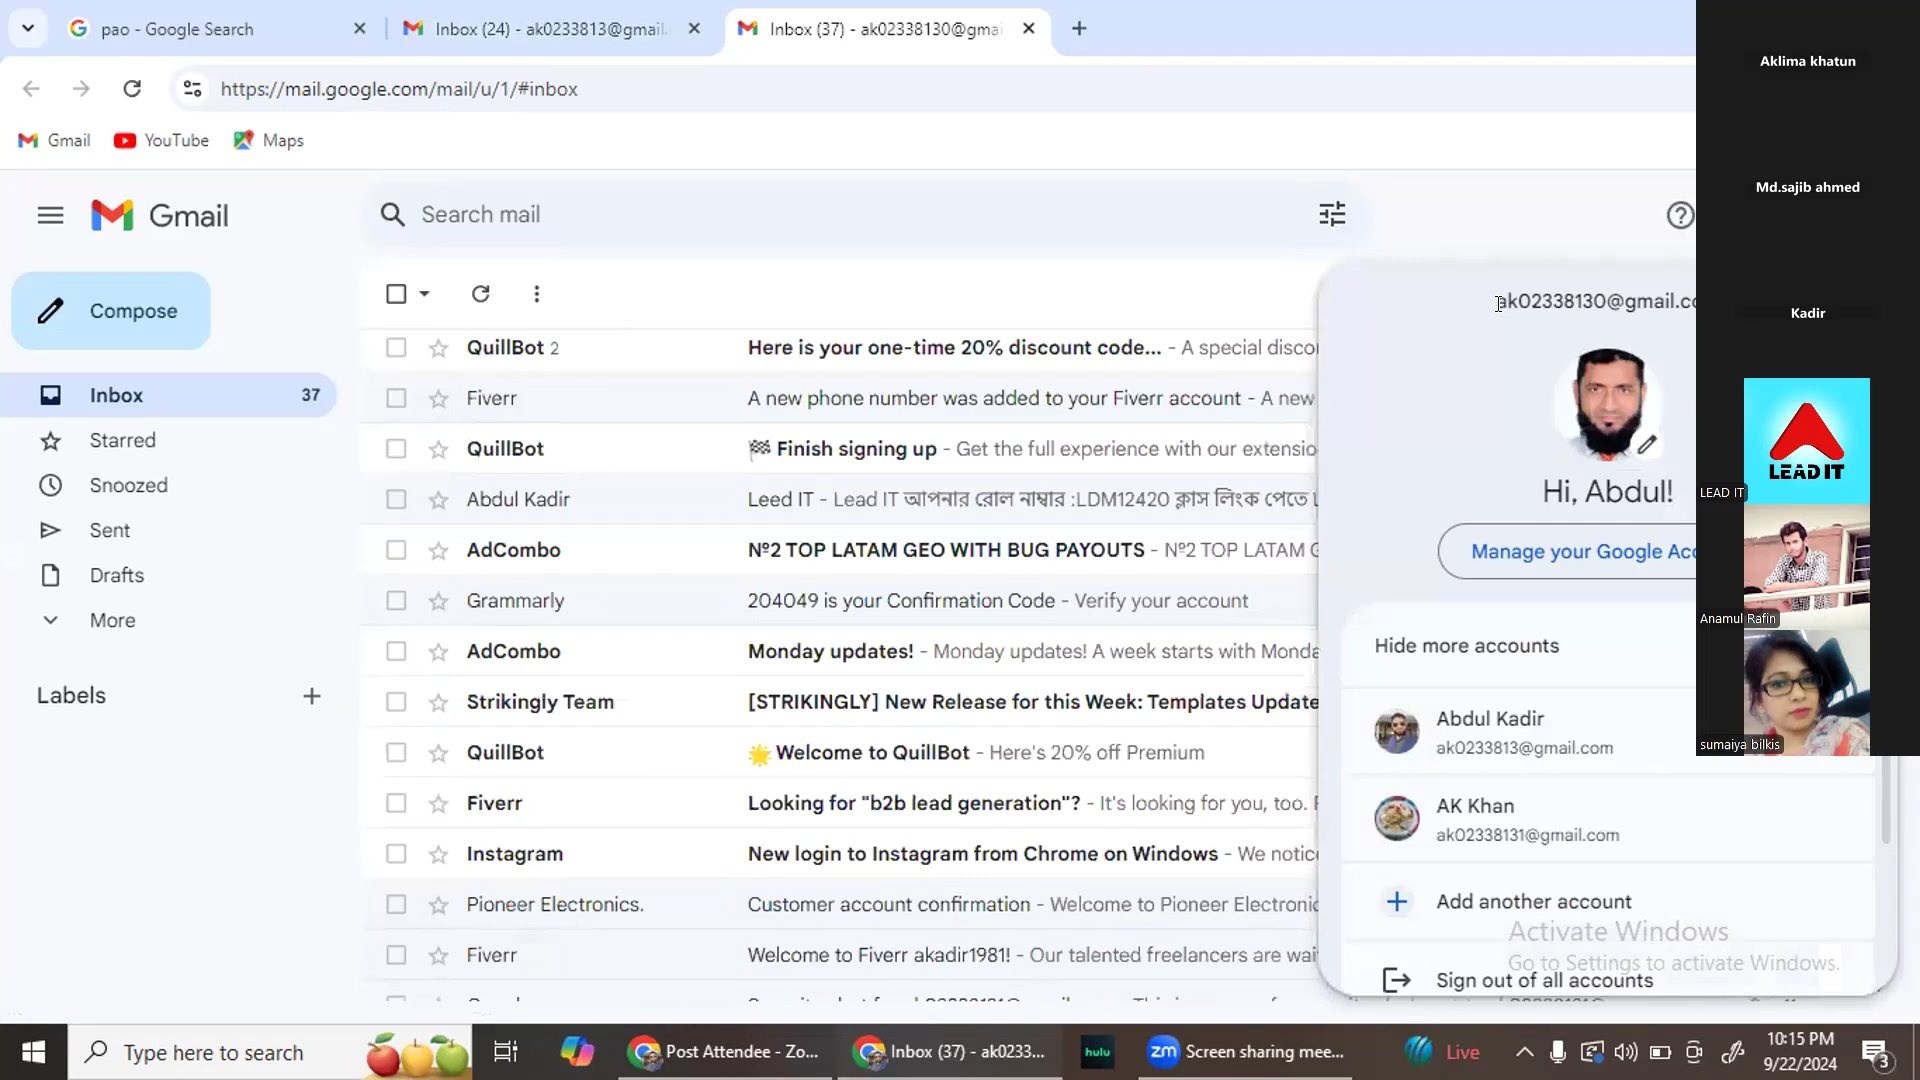 pao - Google Search
Inbox (24) - ak0233813@gmail.
Inbox (37) - ak02338130@gmai
https://mail.google.com/mail/u/1/#inbox
Gmail
YouTube
Maps
Gmail
Search mail
Compose
Inbox 37
Starred
Snoozed
Sent
Drafts
More
Labels
QuillBot 2 Here is your one-time 20% discount code... - A special disco
Fiverr A new phone number was added to your Fiverr account - A new
QuillBot Finish signing up - Get the full experience with our extensio
Abdul Kadir Leed IT - Lead IT আপনার রোল নাম্বার :LDM12420 ক্লাস লিংক পেতে
AdCombo Nº2 TOP LATAM GEO WITH BUG PAYOUTS - Nº2 TOP LATAM G
Grammarly 204049 is your Confirmation Code - Verify your account
AdCombo Monday updates! - Monday updates! A week starts with Monda
Strikingly Team [STRIKINGLY] New Release for this Week: Templates Update
QuillBot Welcome to QuillBot - Here's 20% off Premium
Fiverr Looking for "b2b lead generation"? - It's looking for you, too.
Instagram New login to Instagram from Chrome on Windows - We notic
Pioneer Electronics. Customer account confirmation - Welcome to Pioneer Electronic
Fiverr Welcome to Fiverr akadir1981! - Our talented freelancers are wai
ak02338130@gmail.co
Hi, Abdul!
Manage your Google Acc
Hide more accounts
Abdul Kadir
ak0233813@gmail.com
AK Khan
ak02338131@gmail.com
Add another account
Sign out of all accounts
Activate Windows
Go to Settings to activate Windows.
Aklima khatun
Md.sajib ahmed
Kadir
LEAD IT
LEAD IT
Anamul Rafin
sumaiya bilkis
Type here to search
Post Attendee - Zo...
Inbox (37) - ak0233...
hulu
zm
Screen sharing mee...
Live
10:15 PM
9/22/2024
3